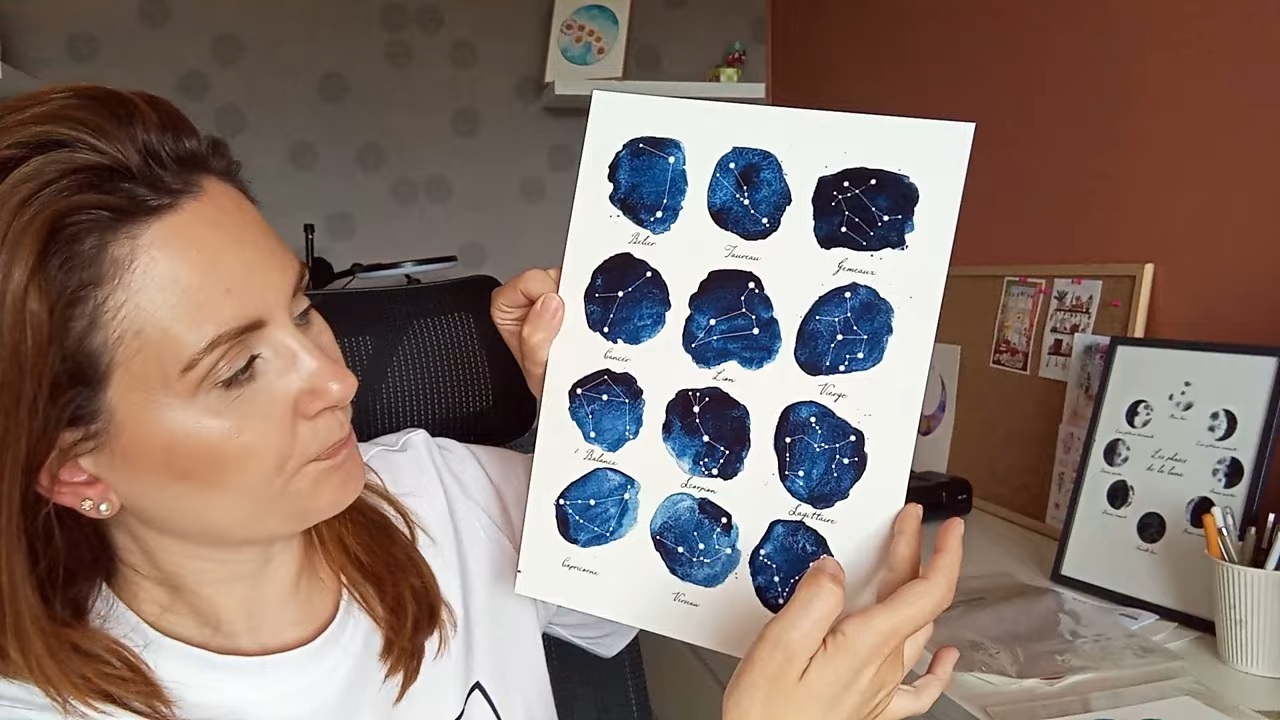 Belier
Taureau
Gemeaux
Cancer
Lion
Vierge
Balance
Scorpion
Sagittaire
Capricorne
Verseau
Les phases
de la lune